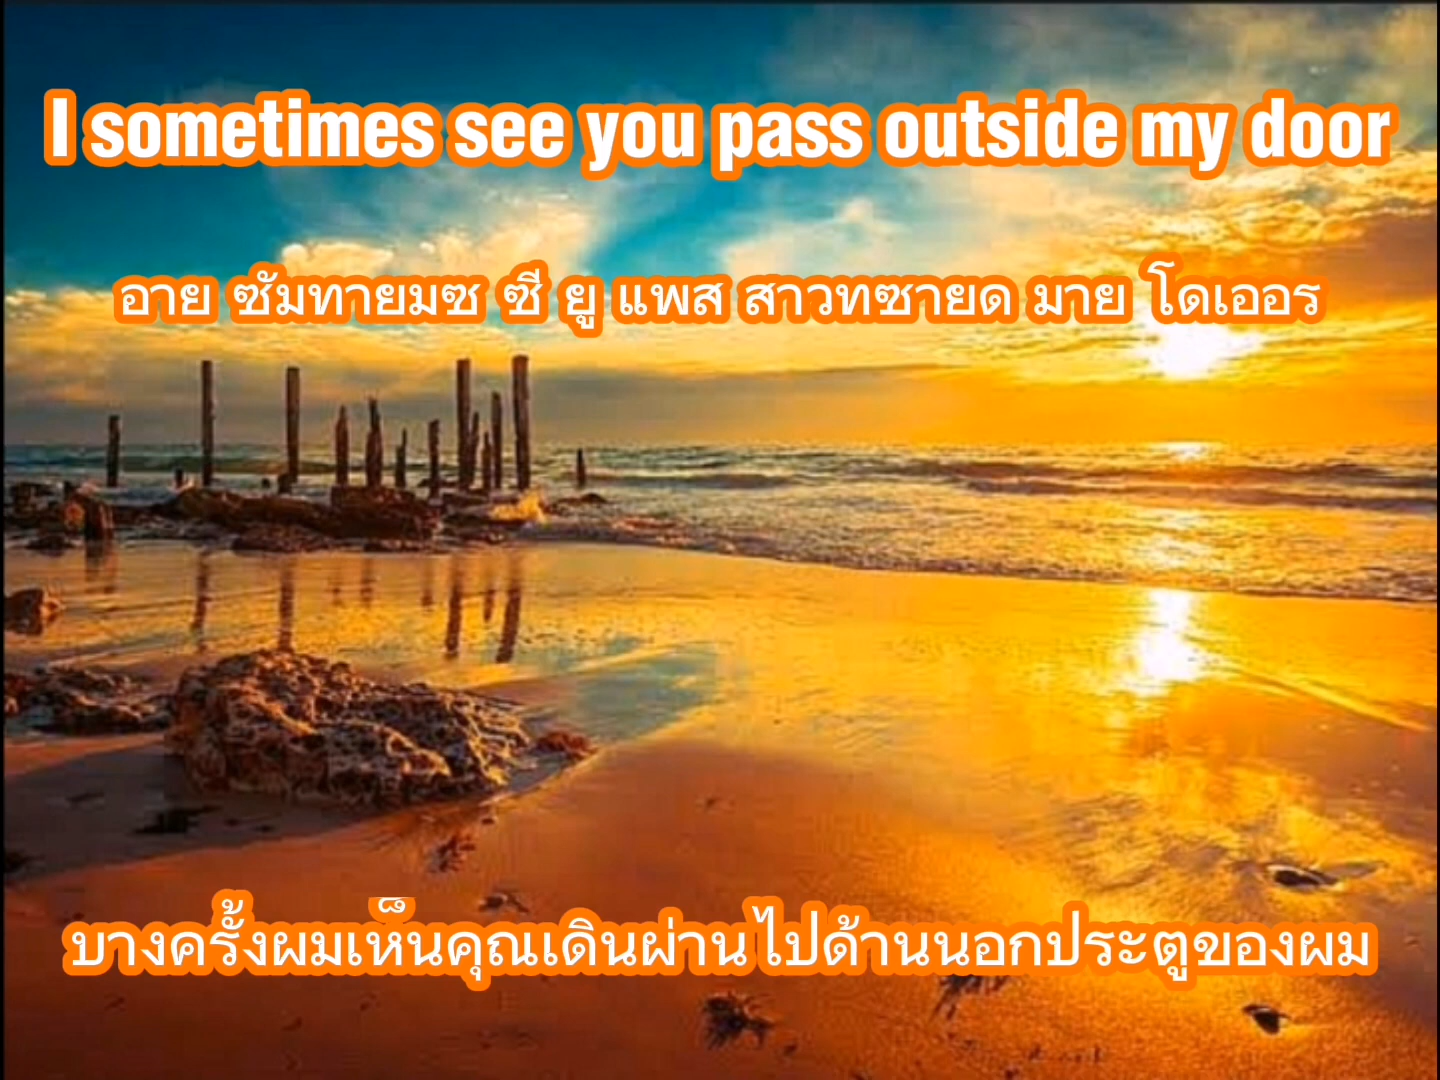 I sometimes see you pass outside my door
อาย ซัมทายมซ ซี ยู แพส สาวทซายด มาย โดเออร
บางครั้งผมเห็นคุณเดินผ่านไปด้านนอกประตูของผม